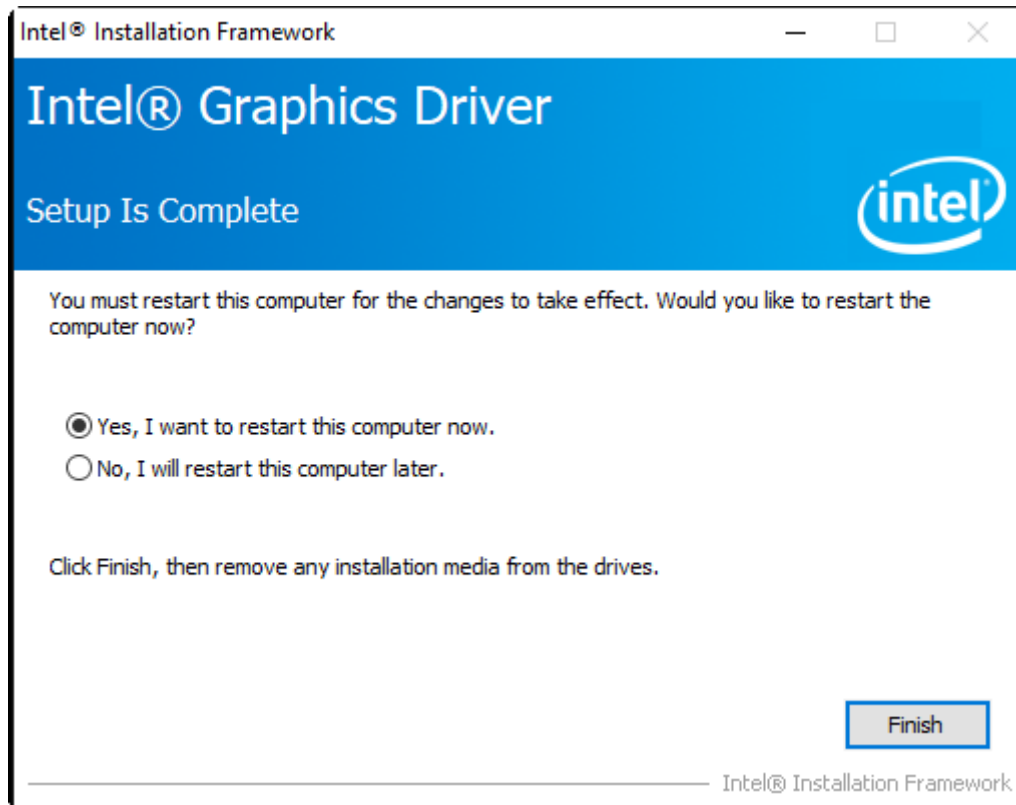 Intel® Installation Framework
Intel® Graphics Driver
Setup Is Complete
intel
You must restart this computer for the changes to take effect. Would you like to restart the
computer now?
Yes, I want to restart this computer now.
No, I will restart this computer later.
Click Finish, then remove any installation media from the drives.
Finish
Intel® Installation Framework